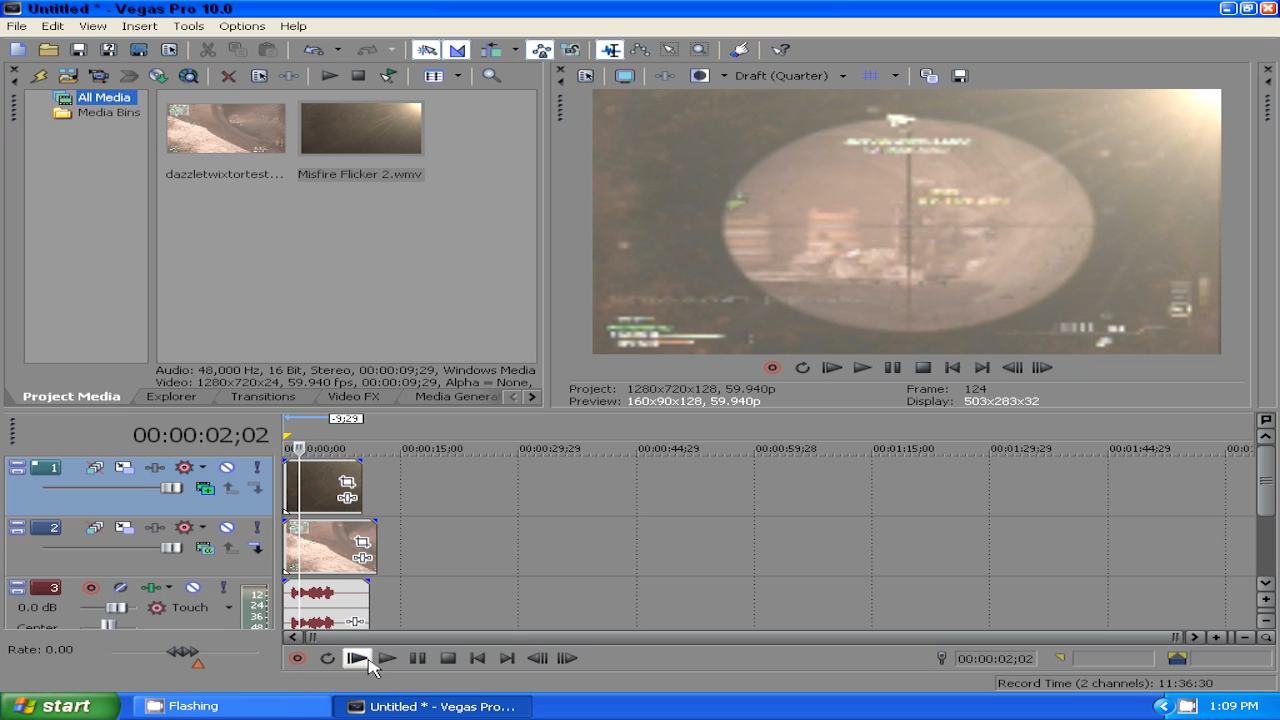 Untitled * - Vegas Pro 10.0
File Edit View Insert Tools Options Help
Draft (Quarter)
All Media
Media Bins
dazzletwixtortest...
Misfire Flicker 2.wmv
Audio: 48,000 Hz, 16 Bit, Stereo, 00:00:09;29, Windows Media
Video: 1280x720x24, 59.940 fps, 00:00:09;29, Alpha = None,
Project Media Explorer Transitions Video FX Media Genera
Project: 1280x720x128, 59.940p Frame: 124
Preview: 160x90x128, 59.940p Display: 503x283x32
-9;29
00:00:02;02
00:00:15;00 00:00:29;29 00:00:44;29 00:00:59;28 00:01:15;00 00:01:29;29 00:01:44;29 00:0
1
2
3
12
0.0 dB Touch 24
36
Center 48
Rate: 0.00
00:00:02;02
Record Time (2 channels): 11:36:30
start Flashing Untitled * - Vegas Pro... 1:09 PM